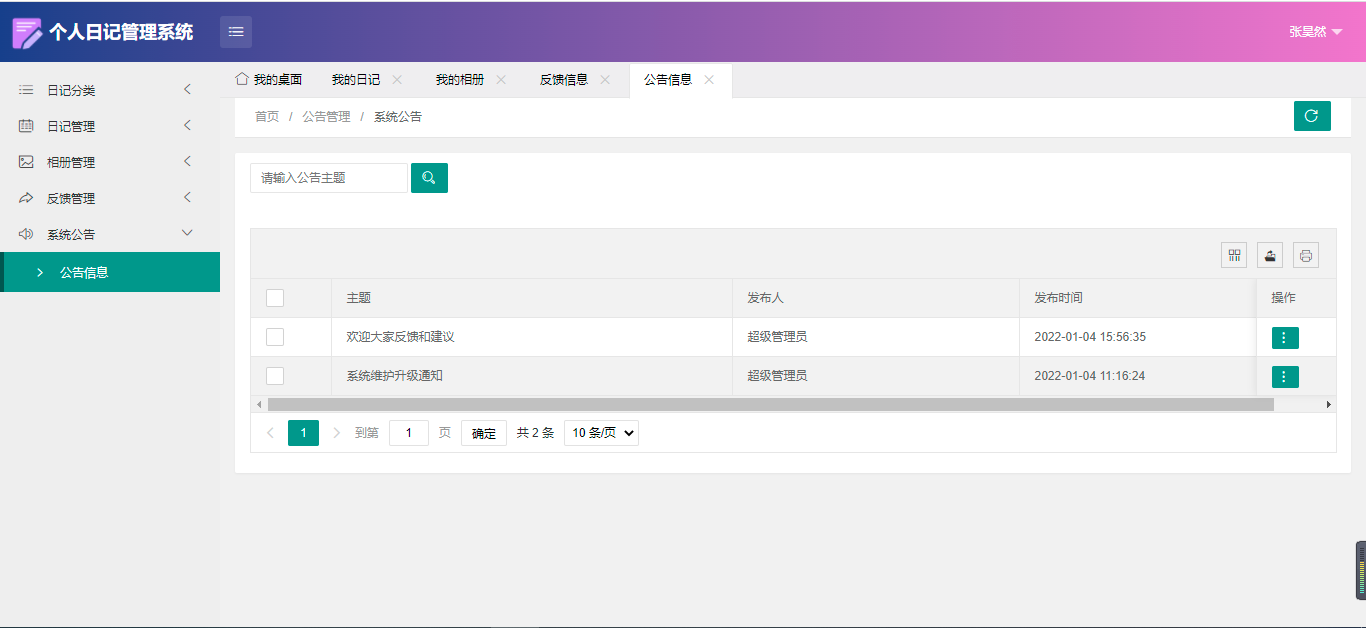 个人日记管理系统
张昊然
日记分类
日记管理
相册管理
反馈管理
系统公告
公告信息
我的桌面 我的日记 我的相册 反馈信息 公告信息
首页 / 公告管理 / 系统公告
请输入公告主题
主题 发布人 发布时间 操作
欢迎大家反馈和建议 超级管理员 2022-01-04 15:56:35
系统维护升级通知 超级管理员 2022-01-04 11:16:24
1 到第 1 页 确定 共 2 条 10 条/页